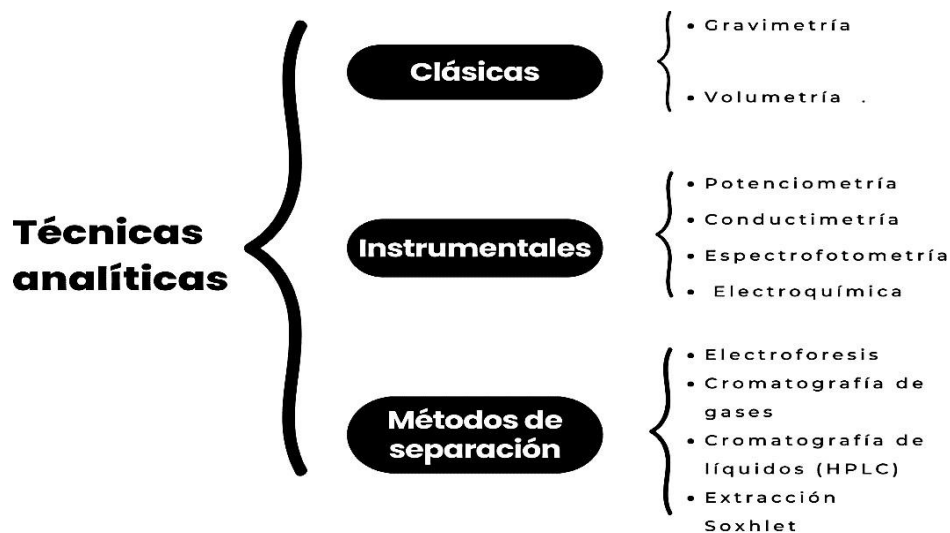 Técnicas
analíticas
Clásicas
• Gravimetría
• Volumetría .
Instrumentales
• Potenciometría
• Conductimetría
• Espectrofotometría
• Electroquímica
Métodos de
separación
• Electroforesis
• Cromatografía de
gases
• Cromatografía de
líquidos (HPLC)
• Extracción
Soxhlet